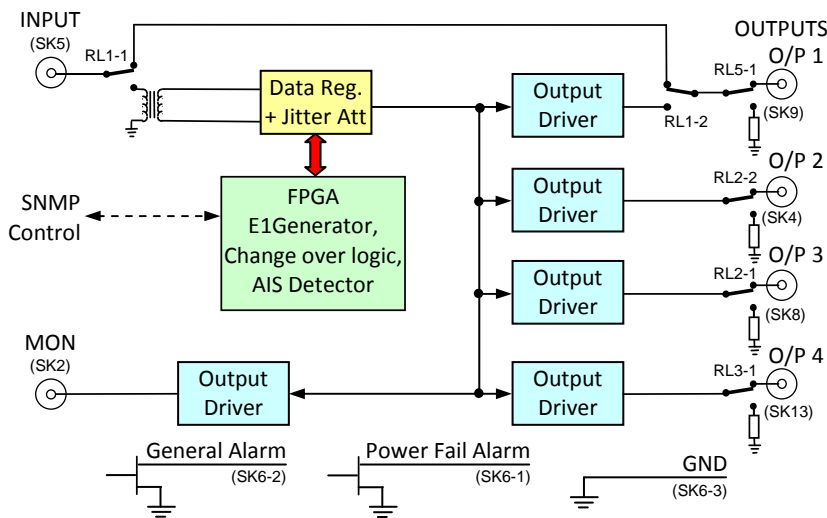 INPUT
(SK5)
RL1-1
OUTPUTS
O/P 1
RL5-1
(SK9)
RL1-2
Data Reg.
+ Jitter Att
Output
Driver
O/P 2
RL2-2
(SK4)
Output
Driver
SNMP
Control
FPGA
E1Generator,
Change over logic,
AIS Detector
O/P 3
RL2-1
(SK8)
Output
Driver
MON
(SK2)
Output
Driver
Output
Driver
O/P 4
RL3-1
(SK13)
General Alarm
(SK6-2)
Power Fail Alarm
(SK6-1)
GND
(SK6-3)